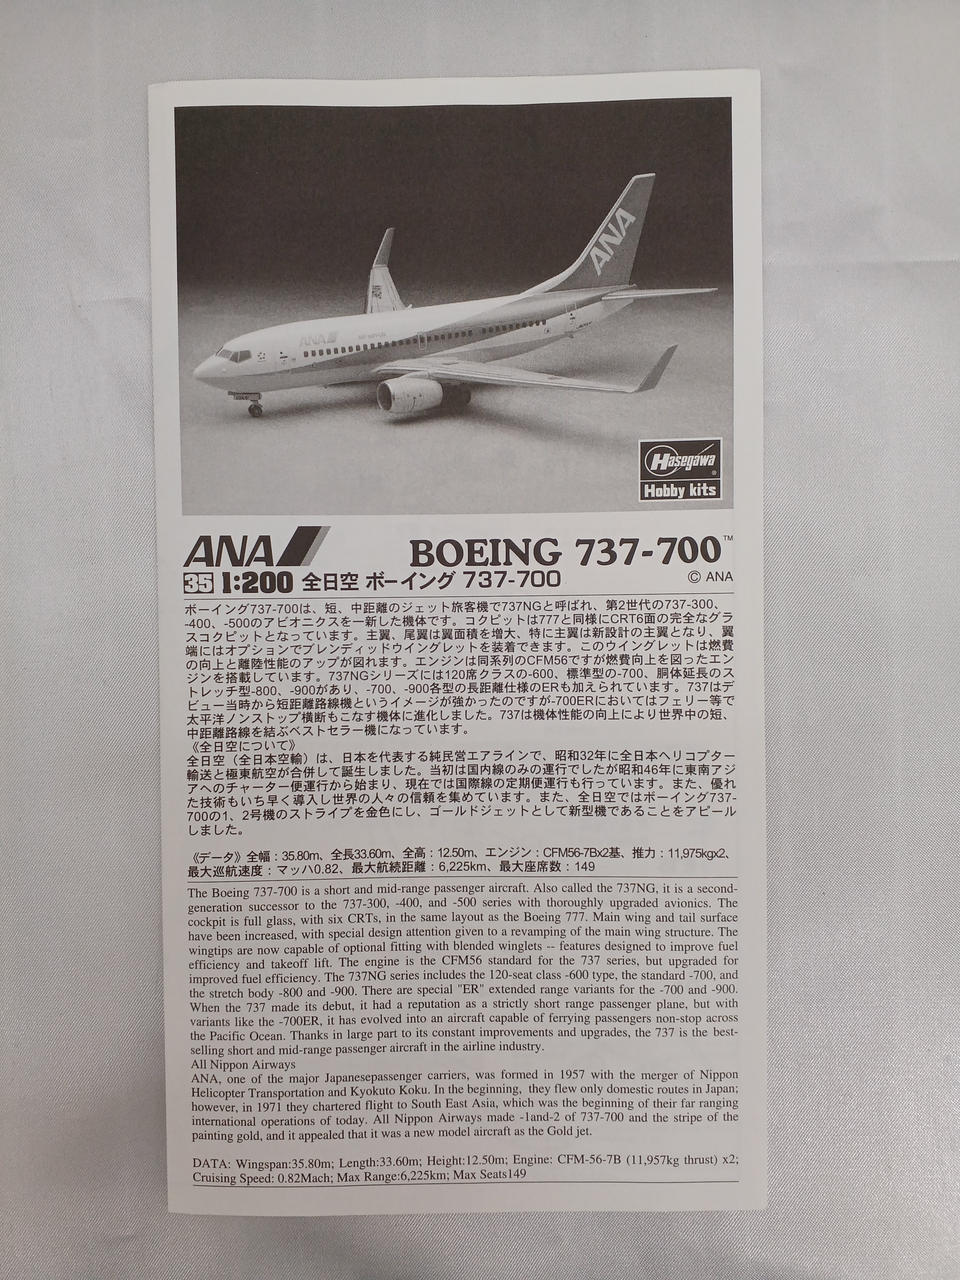 ANA
ANA
Hasegawa
Hobby kits
ANA BOEING 737-700™
35 1:200 全日空 ボーイング 737-700 © ANA
ボーイング737-700は、短、中距離のジェット旅客機で737NGと呼ばれ、第2世代の737-300、
-400、-500のアビオニクスを一新した機体です。コクピットは777と同様にCRT6面の完全なグラ
スコクピットとなっています。主翼、尾翼は翼面積を増大、特に主翼は新設計の主翼となり、翼
端にはオプションでブレンディッドウイングレットを装着できます。このウイングレットは燃費
の向上と離陸性能のアップが図れます。エンジンは同系列のCFM56ですが燃費向上を図ったエン
ジンを搭載しています。737NGシリーズには120席クラスの-600、標準型の-700、胴体延長のス
トレッチ型-800、-900があり、-700、-900各型の長距離仕様のERも加えられています。737はデ
ビュー当時から短距離路線機というイメージが強かったのですが-700ERにおいてはフェリー等で
太平洋ノンストップ横断もこなす機体に進化しました。737は機体性能の向上により世界中の短、
中距離路線を結ぶベストセラー機になっています。
《全日空について》
全日空（全日本空輸）は、日本を代表する純民営エアラインで、昭和32年に全日本ヘリコプター
輸送と極東航空が合併して誕生しました。当初は国内線のみの運行でしたが昭和46年に東南アジ
アへのチャーター便運行から始まり、現在では国際線の定期便運行も行っています。また、優れ
た技術もいち早く導入し世界の人々の信頼を集めています。また、全日空ではボーイング737-
700の1、2号機のストライプを金色にし、ゴールドジェットとして新型機であることをアピール
しました。
《データ》全幅：35.80m、全長33.60m、全高：12.50m、エンジン：CFM56-7Bx2基、推力：11,975kgx2、
最大巡航速度：マッハ0.82、最大航続距離：6,225km、最大座席数：149
The Boeing 737-700 is a short and mid-range passenger aircraft. Also called the 737NG, it is a second-
generation successor to the 737-300, -400, and -500 series with thoroughly upgraded avionics. The
cockpit is full glass, with six CRTs, in the same layout as the Boeing 777. Main wing and tail surface
have been increased, with special design attention given to a revamping of the main wing structure. The
wingtips are now capable of optional fitting with blended winglets -- features designed to improve fuel
efficiency and takeoff lift. The engine is the CFM56 standard for the 737 series, but upgraded for
improved fuel efficiency. The 737NG series includes the 120-seat class -600 type, the standard -700, and
the stretch body -800 and -900. There are special "ER" extended range variants for the -700 and -900.
When the 737 made its debut, it had a reputation as a strictly short range passenger plane, but with
variants like the -700ER, it has evolved into an aircraft capable of ferrying passengers non-stop across
the Pacific Ocean. Thanks in large part to its constant improvements and upgrades, the 737 is the best-
selling short and mid-range passenger aircraft in the airline industry.
All Nippon Airways
ANA, one of the major Japanesepassenger carriers, was formed in 1957 with the merger of Nippon
Helicopter Transportation and Kyokuto Koku. In the beginning, they flew only domestic routes in Japan;
however, in 1971 they chartered flight to South East Asia, which was the beginning of their far ranging
international operations of today. All Nippon Airways made -1and-2 of 737-700 and the stripe of the
painting gold, and it appealed that it was a new model aircraft as the Gold jet.
DATA: Wingspan:35.80m; Length:33.60m; Height:12.50m; Engine: CFM-56-7B (11,957kg thrust) x2;
Cruising Speed: 0.82Mach; Max Range:6,225km; Max Seats149